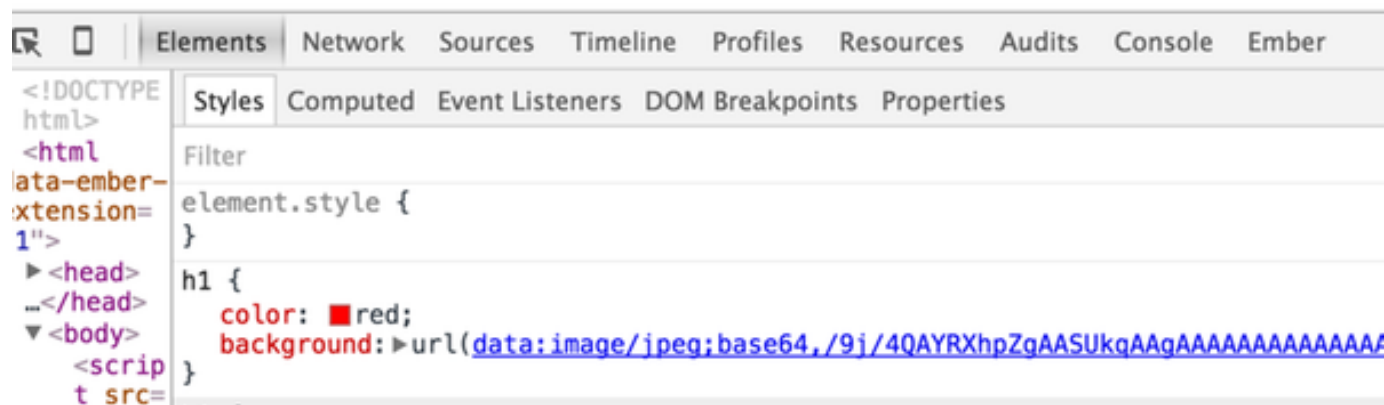 Elements Network Sources Timeline Profiles Resources Audits Console Ember
<!DOCTYPE
html>
<html
data-ember-
extension=
1">
▶<head>
…</head>
▼<body>
<scrip
t src=
Styles Computed Event Listeners DOM Breakpoints Properties
Filter
element.style {
}
h1 {
color: red;
background:▶url(data:image/jpeg;base64,/9j/4QAYRXhpZgAASUkqAAgAAAAAAAAAAAAAA
}